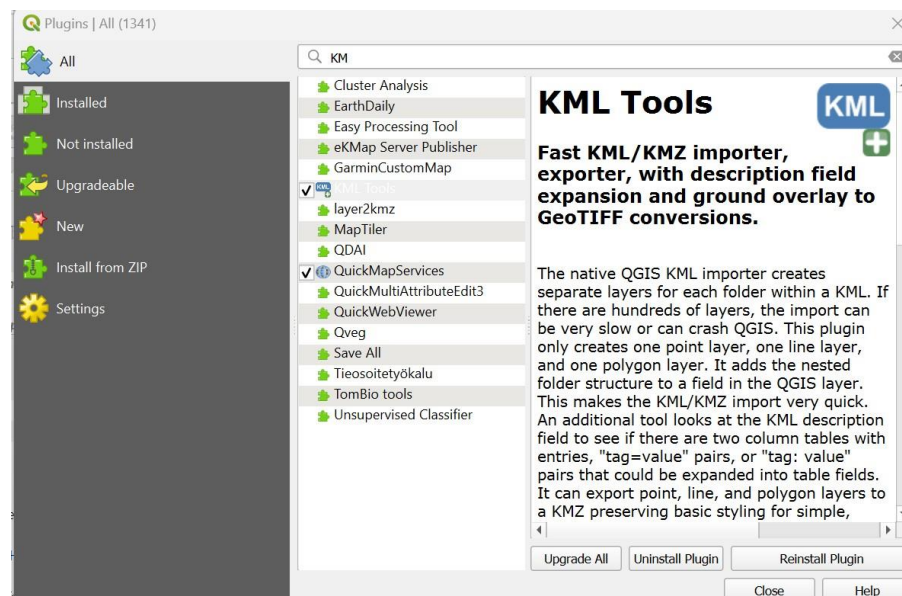 Plugins | All (1341)
All
Installed
Not installed
Upgradeable
New
Install from ZIP
Settings
KM
Cluster Analysis
EarthDaily
Easy Processing Tool
eKMap Server Publisher
GarminCustomMap
KML Tools
layer2kmz
MapTiler
QDAI
QuickMapServices
QuickMultiAttributeEdit3
QuickWebViewer
Qveg
Save All
Tieosoitetyökalu
TomBio tools
Unsupervised Classifier
KML Tools
KML
Fast KML/KMZ importer,
exporter, with description field
expansion and ground overlay to
GeoTIFF conversions.
The native QGIS KML importer creates
separate layers for each folder within a KML. If
there are hundreds of layers, the import can
be very slow or can crash QGIS. This plugin
only creates one point layer, one line layer,
and one polygon layer. It adds the nested
folder structure to a field in the QGIS layer.
This makes the KML/KMZ import very quick.
An additional tool looks at the KML description
field to see if there are two column tables with
entries, "tag=value" pairs, or "tag: value"
pairs that could be expanded into table fields.
It can export point, line, and polygon layers to
a KMZ preserving basic styling for simple,
Upgrade All
Uninstall Plugin
Reinstall Plugin
Close
Help